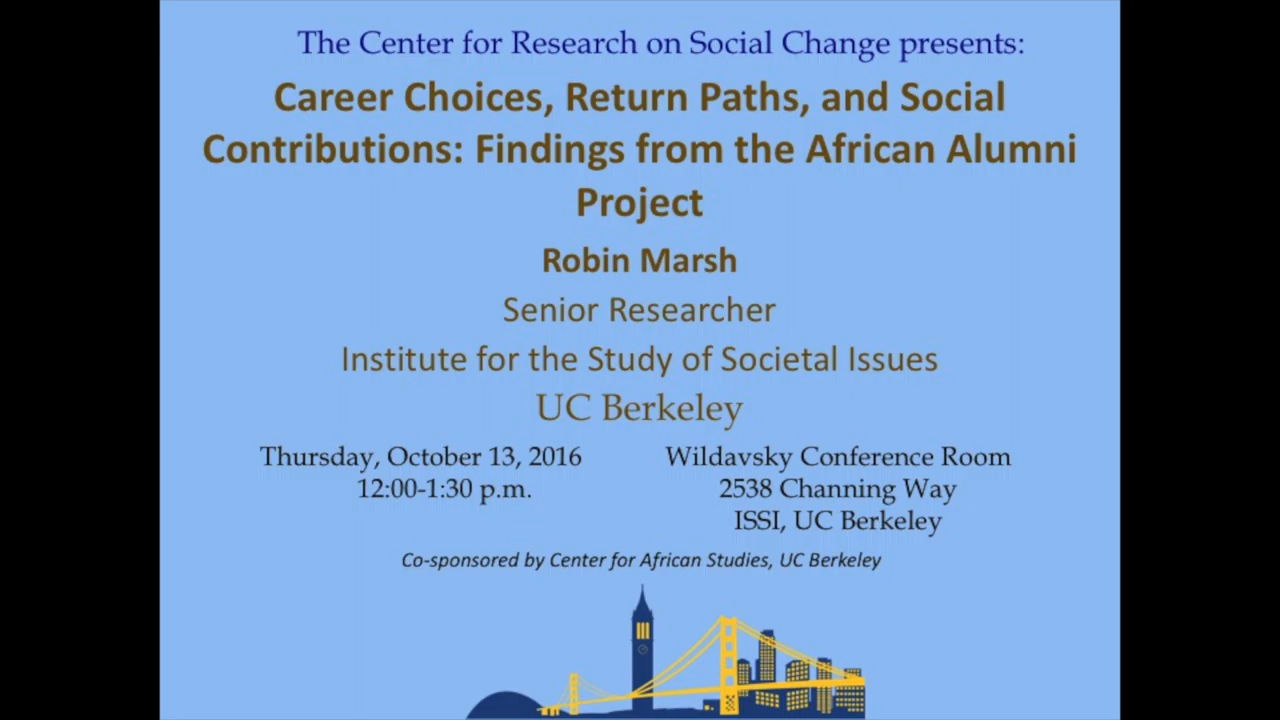 The Center for Research on Social Change presents:
Career Choices, Return Paths, and Social
Contributions: Findings from the African Alumni
Project
Robin Marsh
Senior Researcher
Institute for the Study of Societal Issues
UC Berkeley
Thursday, October 13, 2016
12:00-1:30 p.m.
Wildavsky Conference Room
2538 Channing Way
ISSI, UC Berkeley
Co-sponsored by Center for African Studies, UC Berkeley